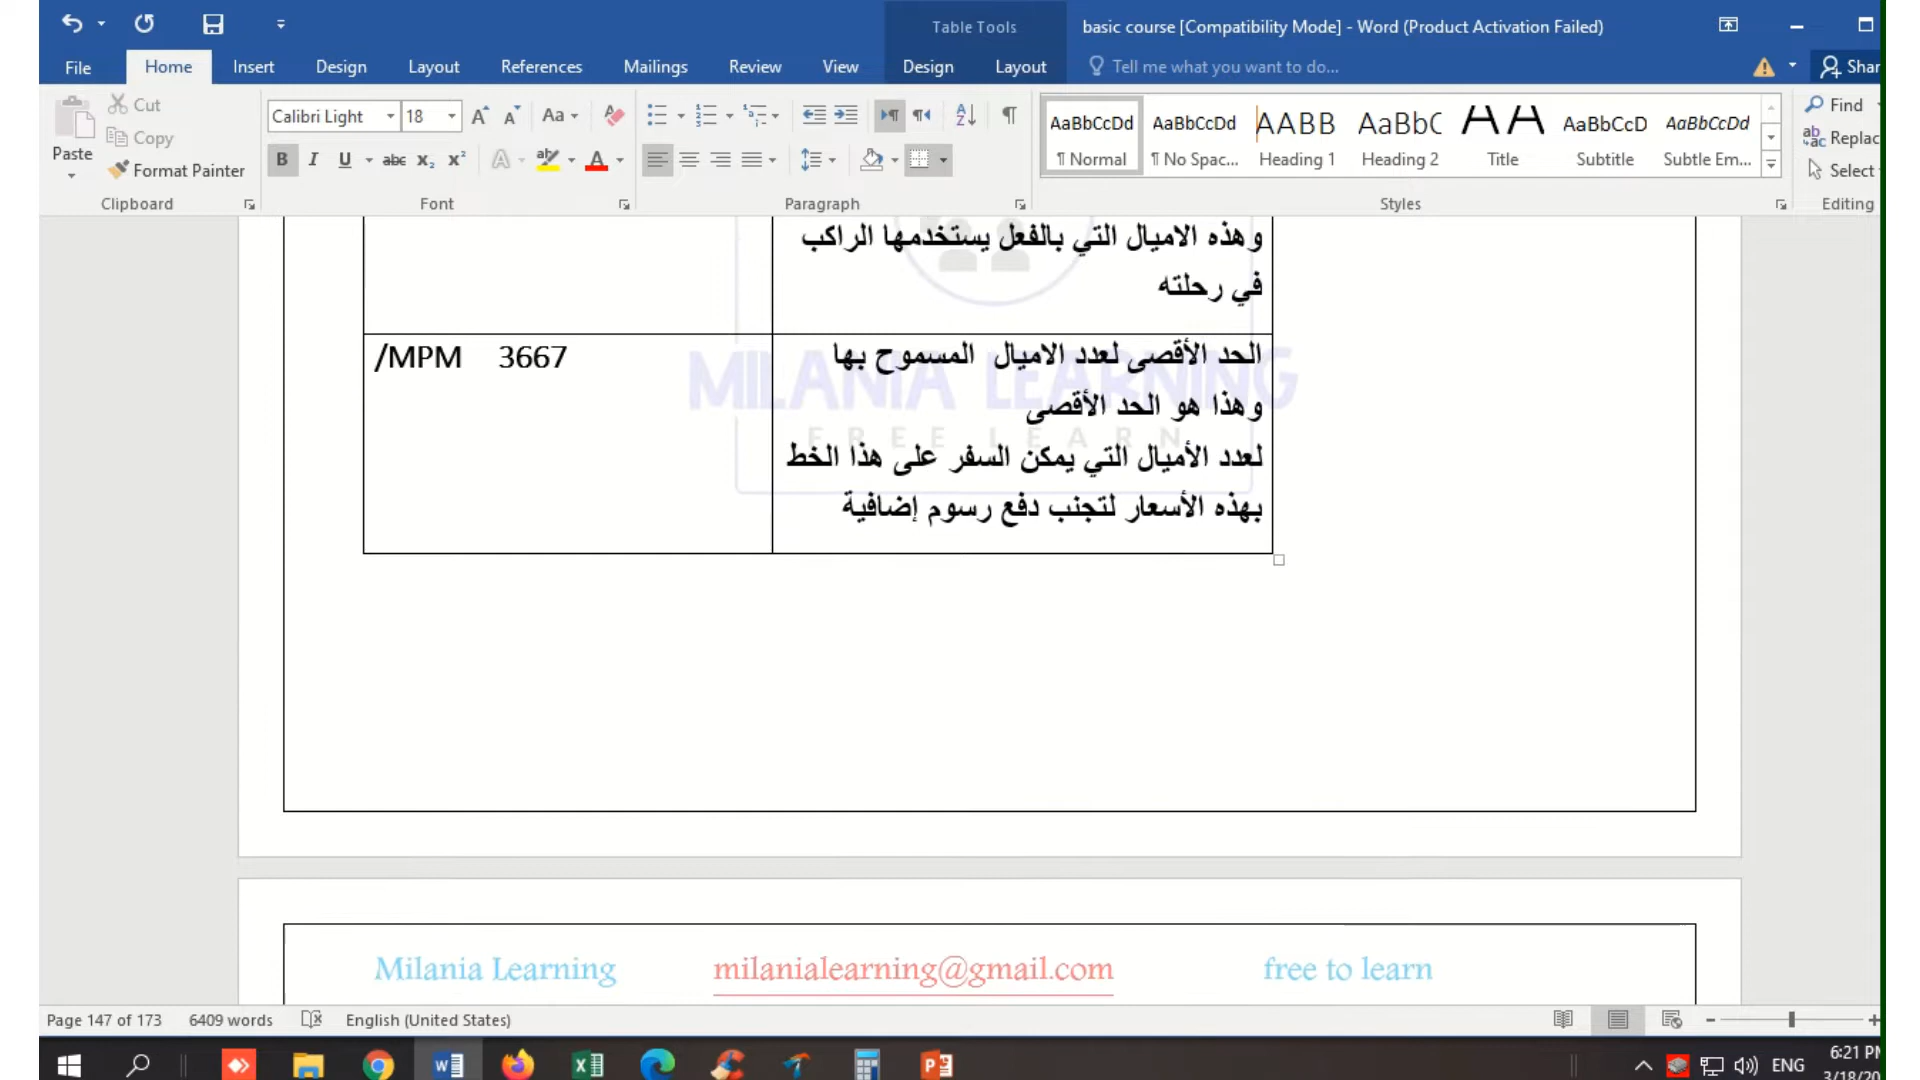 Table Tools
basic course [Compatibility Mode] - Word (Product Activation Failed)
File Home Insert Design Layout References Mailings Review View Design Layout Tell me what you want to do...
Cut
Copy
Format Painter
Paste
Clipboard
Calibri Light 18
Font
Paragraph
AaBbCcDd AaBbCcDd AABB AaBbC AA AaBbCcD AaBbCcDd
¶ Normal ¶ No Spac... Heading 1 Heading 2 Title Subtitle Subtle Em...
Styles
Find
Select
Editing
وهذه الاميال التي بالفعل يستخدمها الراكب
في رحلته
/MPM 3667
الحد الأقصى لعدد الاميال المسموح بها
وهذا هو الحد الأقصى
لعدد الأميال التي يمكن السفر على هذا الخط
بهذه الأسعار لتجنب دفع رسوم إضافية
MILANIA LEARNING
FREE LEARN
Milania Learning milanialearning@gmail.com free to learn
Page 147 of 173 6409 words English (United States)
ENG
6:21